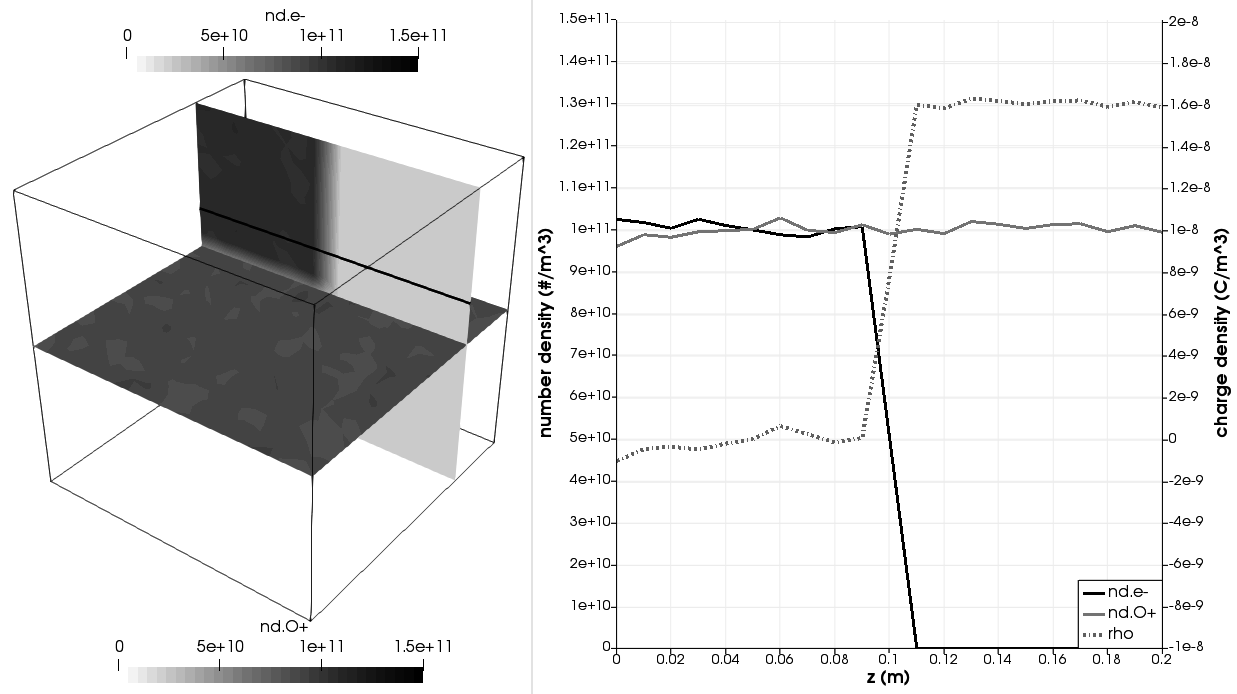 nd.e-
0 5e+10 1e+11 1.5e+11
nd.O+
0 5e+10 1e+11 1.5e+11
number density (#/m^3)
1.5e+11
1.4e+11
1.3e+11
1.2e+11
1.1e+11
1e+11
9e+10
8e+10
7e+10
6e+10
5e+10
4e+10
3e+10
2e+10
1e+10
0
0 0.02 0.04 0.06 0.08 0.1 0.12 0.14 0.16 0.18 0.2
z (m)
2e-8
1.8e-8
1.6e-8
1.4e-8
1.2e-8
1e-8
8e-9
6e-9
4e-9
2e-9
0
-2e-9
-4e-9
-6e-9
-8e-9
-1e-8
charge density (C/m^3)
nd.e-
nd.O+
rho